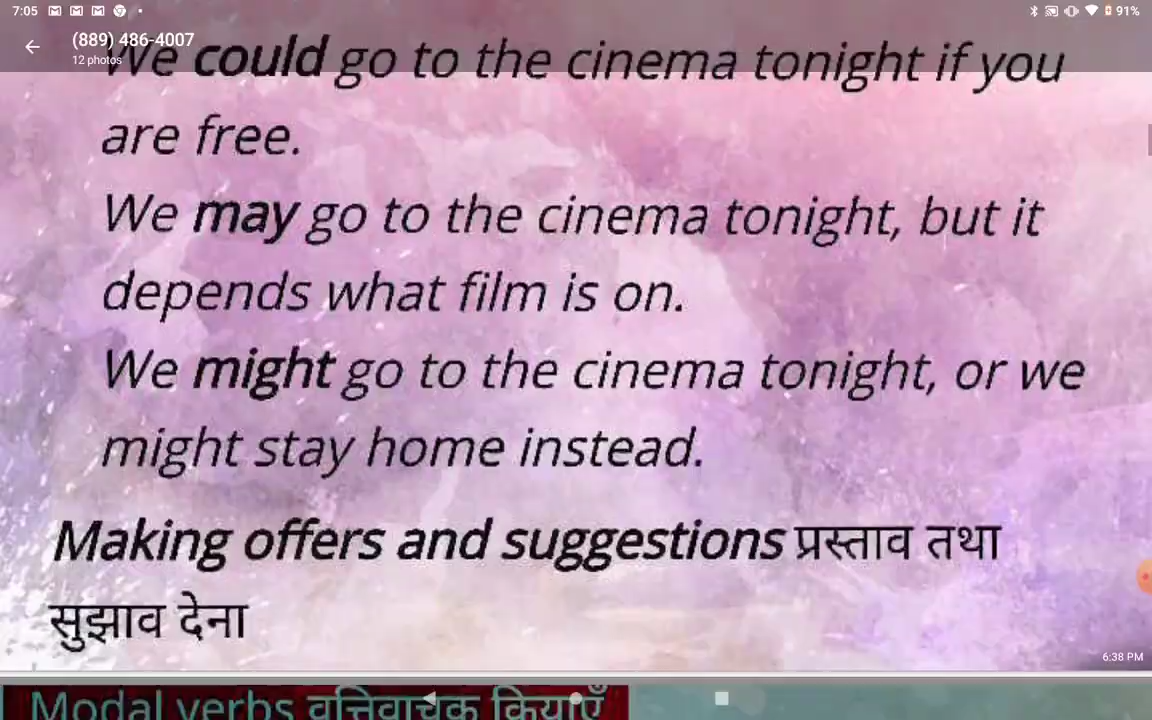 7:05
91%
(889) 486-4007
12 photos
We could go to the cinema tonight if you
are free.
We may go to the cinema tonight, but it
depends what film is on.
We might go to the cinema tonight, or we
might stay home instead.
Making offers and suggestions प्रस्ताव तथा
सुझाव देना
6:38 PM
Modal verbs वृत्तिवाचक क्रियाएँ